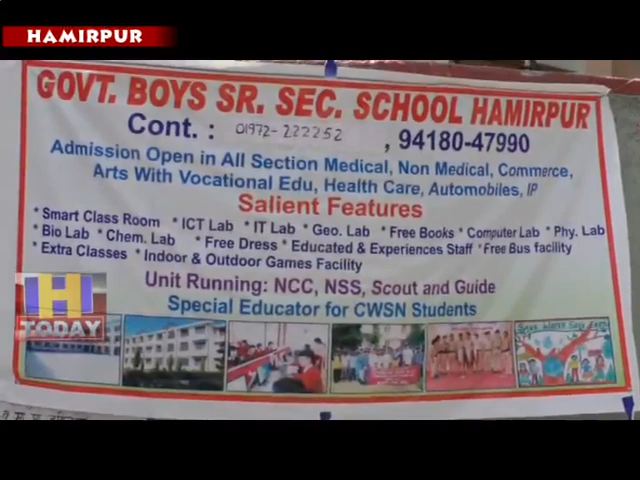 HAMIRPUR
GOVT. BOYS SR. SEC. SCHOOL HAMIRPUR
Cont. : 01972-222252 , 94180-47990
Admission Open in All Section Medical, Non Medical, Commerce,
Arts With Vocational Edu, Health Care, Automobiles, IP
Salient Features
* Smart Class Room * ICT Lab * IT Lab * Geo. Lab * Free Books * Computer Lab * Phy. Lab
* Bio Lab * Chem. Lab * Free Dress * Educated & Experiences Staff * Free Bus facility
* Extra Classes * Indoor & Outdoor Games Facility
Unit Running: NCC, NSS, Scout and Guide
Special Educator for CWSN Students
H
TODAY